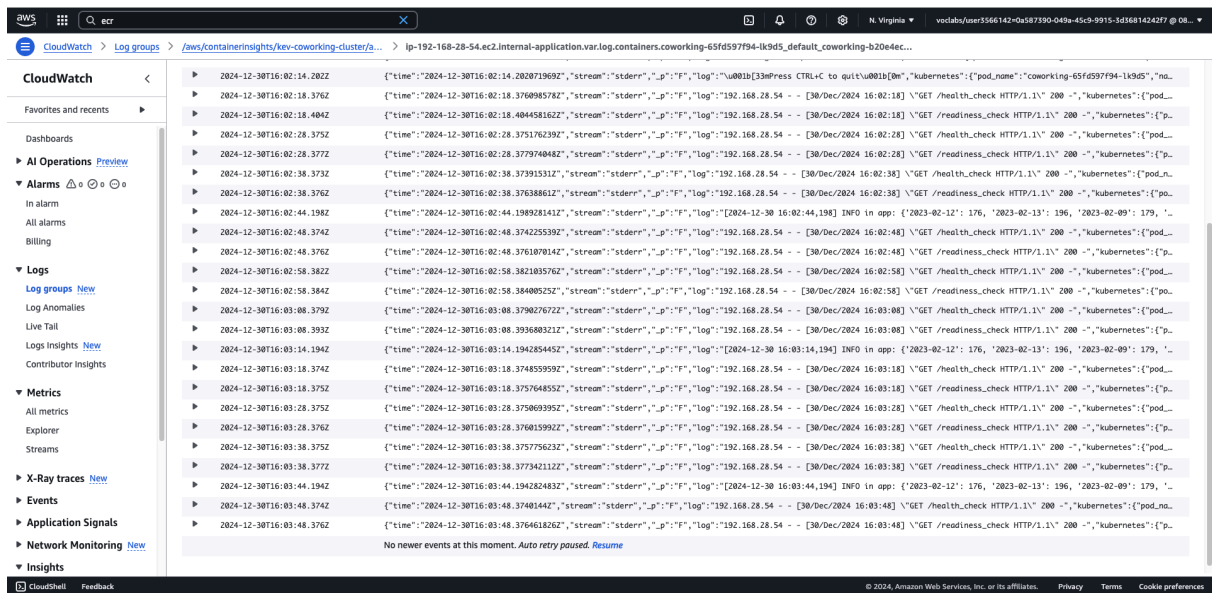 aws
ecr
N. Virginia ▼
voclabs/user3566142=0a587390-049a-45c9-9915-3d36814242f7 @ 08... ▼
CloudWatch > Log groups > /aws/containerinsights/kev-coworking-cluster/a... > ip-192-168-28-54.ec2.internal-application.var.log.containers.coworking-65fd597f94-lk9d5_default_coworking-b20e4ec...
CloudWatch
Favorites and recents
Dashboards
AI Operations Preview
Alarms 0 0 0
In alarm
All alarms
Billing
Logs
Log groups New
Log Anomalies
Live Tail
Logs Insights New
Contributor Insights
Metrics
All metrics
Explorer
Streams
X-Ray traces New
Events
Application Signals
Network Monitoring New
Insights
2024-12-30T16:02:14.202Z {"time":"2024-12-30T16:02:14.202071969Z","stream":"stderr","_p":"F","log":"\u001b[33mPress CTRL+C to quit\u001b[0m","kubernetes":{"pod_name":"coworking-65fd597f94-lk9d5","na…
2024-12-30T16:02:18.376Z {"time":"2024-12-30T16:02:18.376098578Z","stream":"stderr","_p":"F","log":"192.168.28.54 - - [30/Dec/2024 16:02:18] \"GET /health_check HTTP/1.1\" 200 -","kubernetes":{"pod_…
2024-12-30T16:02:18.404Z {"time":"2024-12-30T16:02:18.404458162Z","stream":"stderr","_p":"F","log":"192.168.28.54 - - [30/Dec/2024 16:02:18] \"GET /readiness_check HTTP/1.1\" 200 -","kubernetes":{"p…
2024-12-30T16:02:28.375Z {"time":"2024-12-30T16:02:28.375176239Z","stream":"stderr","_p":"F","log":"192.168.28.54 - - [30/Dec/2024 16:02:28] \"GET /health_check HTTP/1.1\" 200 -","kubernetes":{"pod_…
2024-12-30T16:02:28.377Z {"time":"2024-12-30T16:02:28.377974048Z","stream":"stderr","_p":"F","log":"192.168.28.54 - - [30/Dec/2024 16:02:28] \"GET /readiness_check HTTP/1.1\" 200 -","kubernetes":{"p…
2024-12-30T16:02:38.373Z {"time":"2024-12-30T16:02:38.37391531Z","stream":"stderr","_p":"F","log":"192.168.28.54 - - [30/Dec/2024 16:02:38] \"GET /health_check HTTP/1.1\" 200 -","kubernetes":{"pod_n…
2024-12-30T16:02:38.376Z {"time":"2024-12-30T16:02:38.37638861Z","stream":"stderr","_p":"F","log":"192.168.28.54 - - [30/Dec/2024 16:02:38] \"GET /readiness_check HTTP/1.1\" 200 -","kubernetes":{"po…
2024-12-30T16:02:44.198Z {"time":"2024-12-30T16:02:44.198928141Z","stream":"stderr","_p":"F","log":"[2024-12-30 16:02:44,198] INFO in app: {'2023-02-12': 176, '2023-02-13': 196, '2023-02-09': 179, '…
2024-12-30T16:02:48.374Z {"time":"2024-12-30T16:02:48.374225539Z","stream":"stderr","_p":"F","log":"192.168.28.54 - - [30/Dec/2024 16:02:48] \"GET /health_check HTTP/1.1\" 200 -","kubernetes":{"pod_…
2024-12-30T16:02:48.376Z {"time":"2024-12-30T16:02:48.376107014Z","stream":"stderr","_p":"F","log":"192.168.28.54 - - [30/Dec/2024 16:02:48] \"GET /readiness_check HTTP/1.1\" 200 -","kubernetes":{"p…
2024-12-30T16:02:58.382Z {"time":"2024-12-30T16:02:58.382103576Z","stream":"stderr","_p":"F","log":"192.168.28.54 - - [30/Dec/2024 16:02:58] \"GET /health_check HTTP/1.1\" 200 -","kubernetes":{"pod_…
2024-12-30T16:02:58.384Z {"time":"2024-12-30T16:02:58.38400525Z","stream":"stderr","_p":"F","log":"192.168.28.54 - - [30/Dec/2024 16:02:58] \"GET /readiness_check HTTP/1.1\" 200 -","kubernetes":{"po…
2024-12-30T16:03:08.379Z {"time":"2024-12-30T16:03:08.379027672Z","stream":"stderr","_p":"F","log":"192.168.28.54 - - [30/Dec/2024 16:03:08] \"GET /health_check HTTP/1.1\" 200 -","kubernetes":{"pod_…
2024-12-30T16:03:08.393Z {"time":"2024-12-30T16:03:08.393680321Z","stream":"stderr","_p":"F","log":"192.168.28.54 - - [30/Dec/2024 16:03:08] \"GET /readiness_check HTTP/1.1\" 200 -","kubernetes":{"p…
2024-12-30T16:03:14.194Z {"time":"2024-12-30T16:03:14.194285445Z","stream":"stderr","_p":"F","log":"[2024-12-30 16:03:14,194] INFO in app: {'2023-02-12': 176, '2023-02-13': 196, '2023-02-09': 179, '…
2024-12-30T16:03:18.374Z {"time":"2024-12-30T16:03:18.374855959Z","stream":"stderr","_p":"F","log":"192.168.28.54 - - [30/Dec/2024 16:03:18] \"GET /health_check HTTP/1.1\" 200 -","kubernetes":{"pod_…
2024-12-30T16:03:18.375Z {"time":"2024-12-30T16:03:18.375764855Z","stream":"stderr","_p":"F","log":"192.168.28.54 - - [30/Dec/2024 16:03:18] \"GET /readiness_check HTTP/1.1\" 200 -","kubernetes":{"p…
2024-12-30T16:03:28.375Z {"time":"2024-12-30T16:03:28.375069395Z","stream":"stderr","_p":"F","log":"192.168.28.54 - - [30/Dec/2024 16:03:28] \"GET /health_check HTTP/1.1\" 200 -","kubernetes":{"pod_…
2024-12-30T16:03:28.376Z {"time":"2024-12-30T16:03:28.376015992Z","stream":"stderr","_p":"F","log":"192.168.28.54 - - [30/Dec/2024 16:03:28] \"GET /readiness_check HTTP/1.1\" 200 -","kubernetes":{"p…
2024-12-30T16:03:38.375Z {"time":"2024-12-30T16:03:38.375775623Z","stream":"stderr","_p":"F","log":"192.168.28.54 - - [30/Dec/2024 16:03:38] \"GET /health_check HTTP/1.1\" 200 -","kubernetes":{"pod_…
2024-12-30T16:03:38.377Z {"time":"2024-12-30T16:03:38.377342112Z","stream":"stderr","_p":"F","log":"192.168.28.54 - - [30/Dec/2024 16:03:38] \"GET /readiness_check HTTP/1.1\" 200 -","kubernetes":{"p…
2024-12-30T16:03:44.194Z {"time":"2024-12-30T16:03:44.194282483Z","stream":"stderr","_p":"F","log":"[2024-12-30 16:03:44,194] INFO in app: {'2023-02-12': 176, '2023-02-13': 196, '2023-02-09': 179, '…
2024-12-30T16:03:48.374Z {"time":"2024-12-30T16:03:48.3740144Z","stream":"stderr","_p":"F","log":"192.168.28.54 - - [30/Dec/2024 16:03:48] \"GET /health_check HTTP/1.1\" 200 -","kubernetes":{"pod_na…
2024-12-30T16:03:48.376Z {"time":"2024-12-30T16:03:48.376461826Z","stream":"stderr","_p":"F","log":"192.168.28.54 - - [30/Dec/2024 16:03:48] \"GET /readiness_check HTTP/1.1\" 200 -","kubernetes":{"p…
No newer events at this moment. Auto retry paused. Resume
CloudShell Feedback
© 2024, Amazon Web Services, Inc. or its affiliates. Privacy Terms Cookie preferences